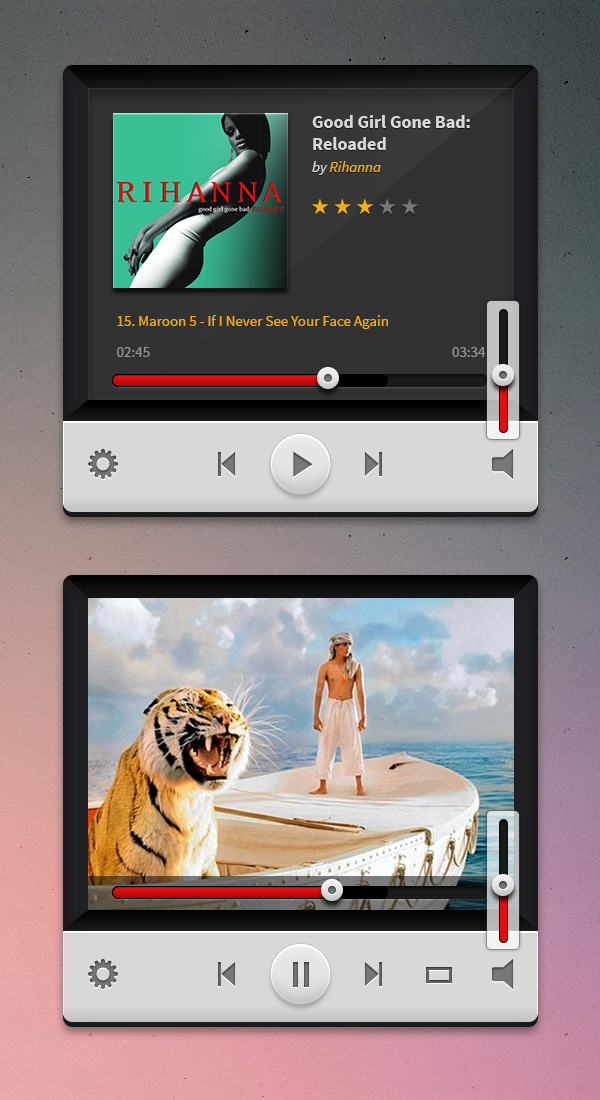 Good Girl Gone Bad:
Reloaded
by Rihanna
RIHANNA
good girl gone bad: RELOADED
15. Maroon 5 - If I Never See Your Face Again
02:45 03:34